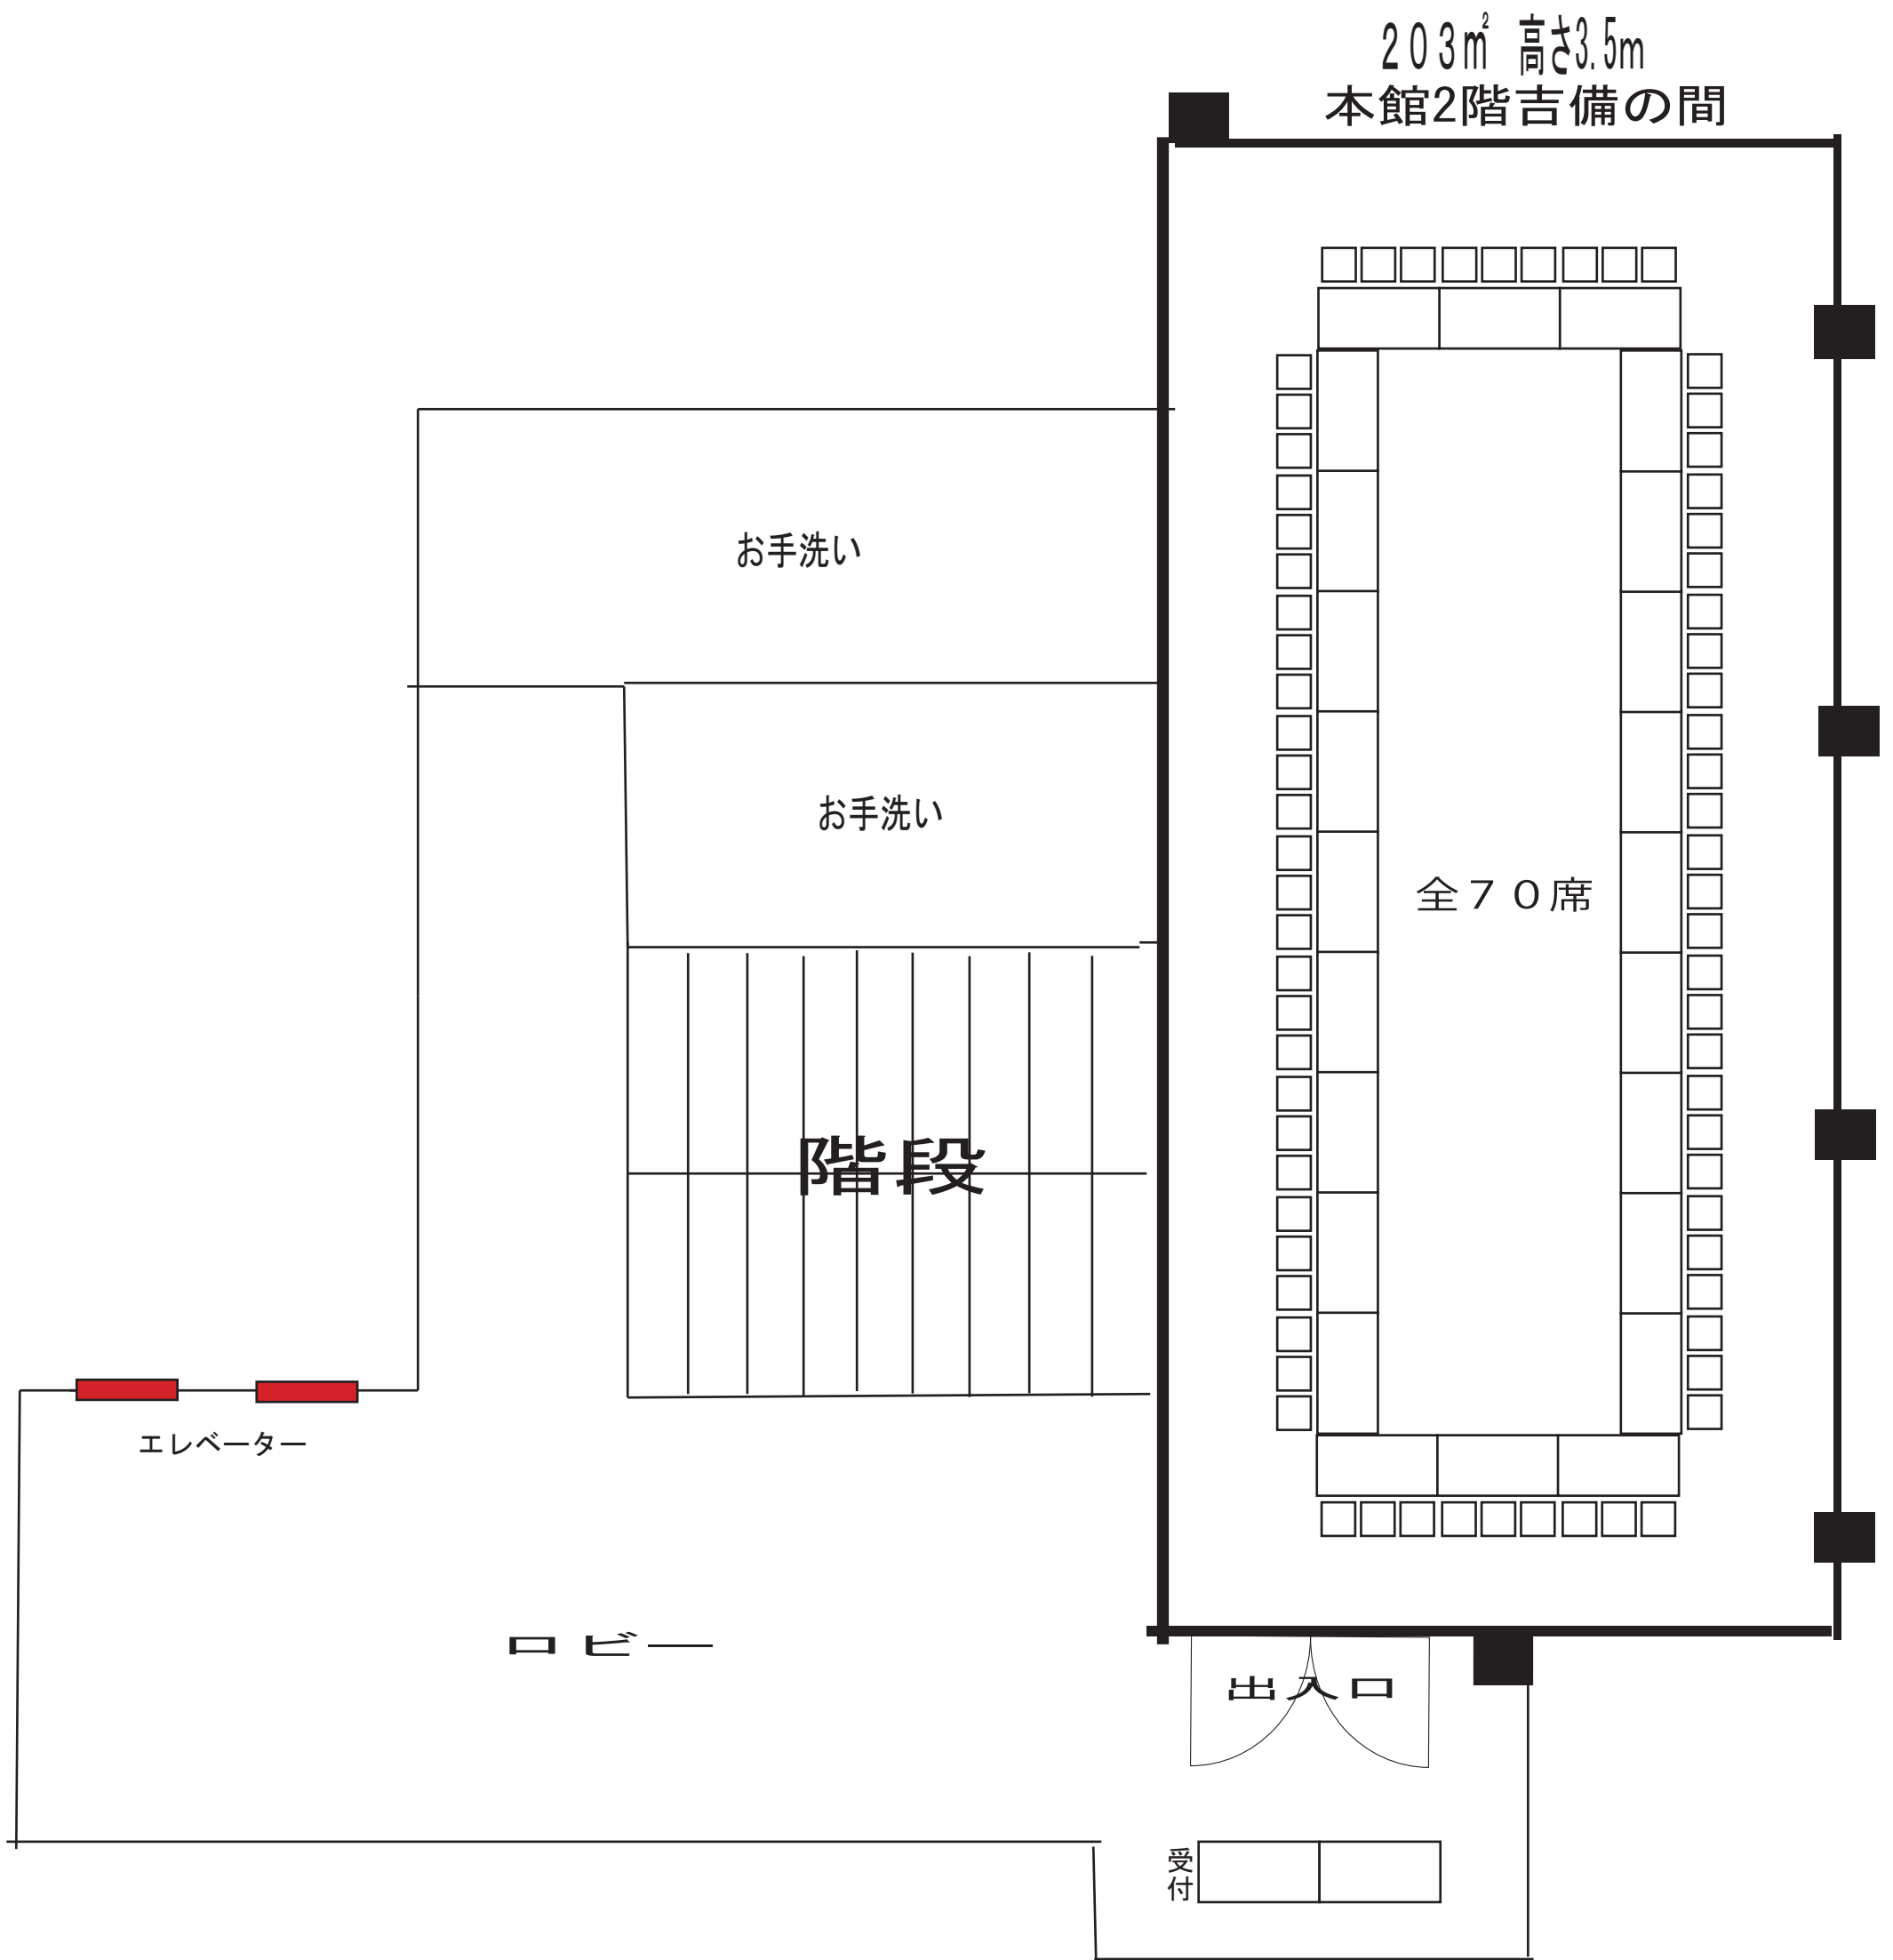 ２０３㎡ 高さ3.5m
本館2階吉備の間
お手洗い
お手洗い
全７０席
階段
エレベーター
ロビー
出入口
受付